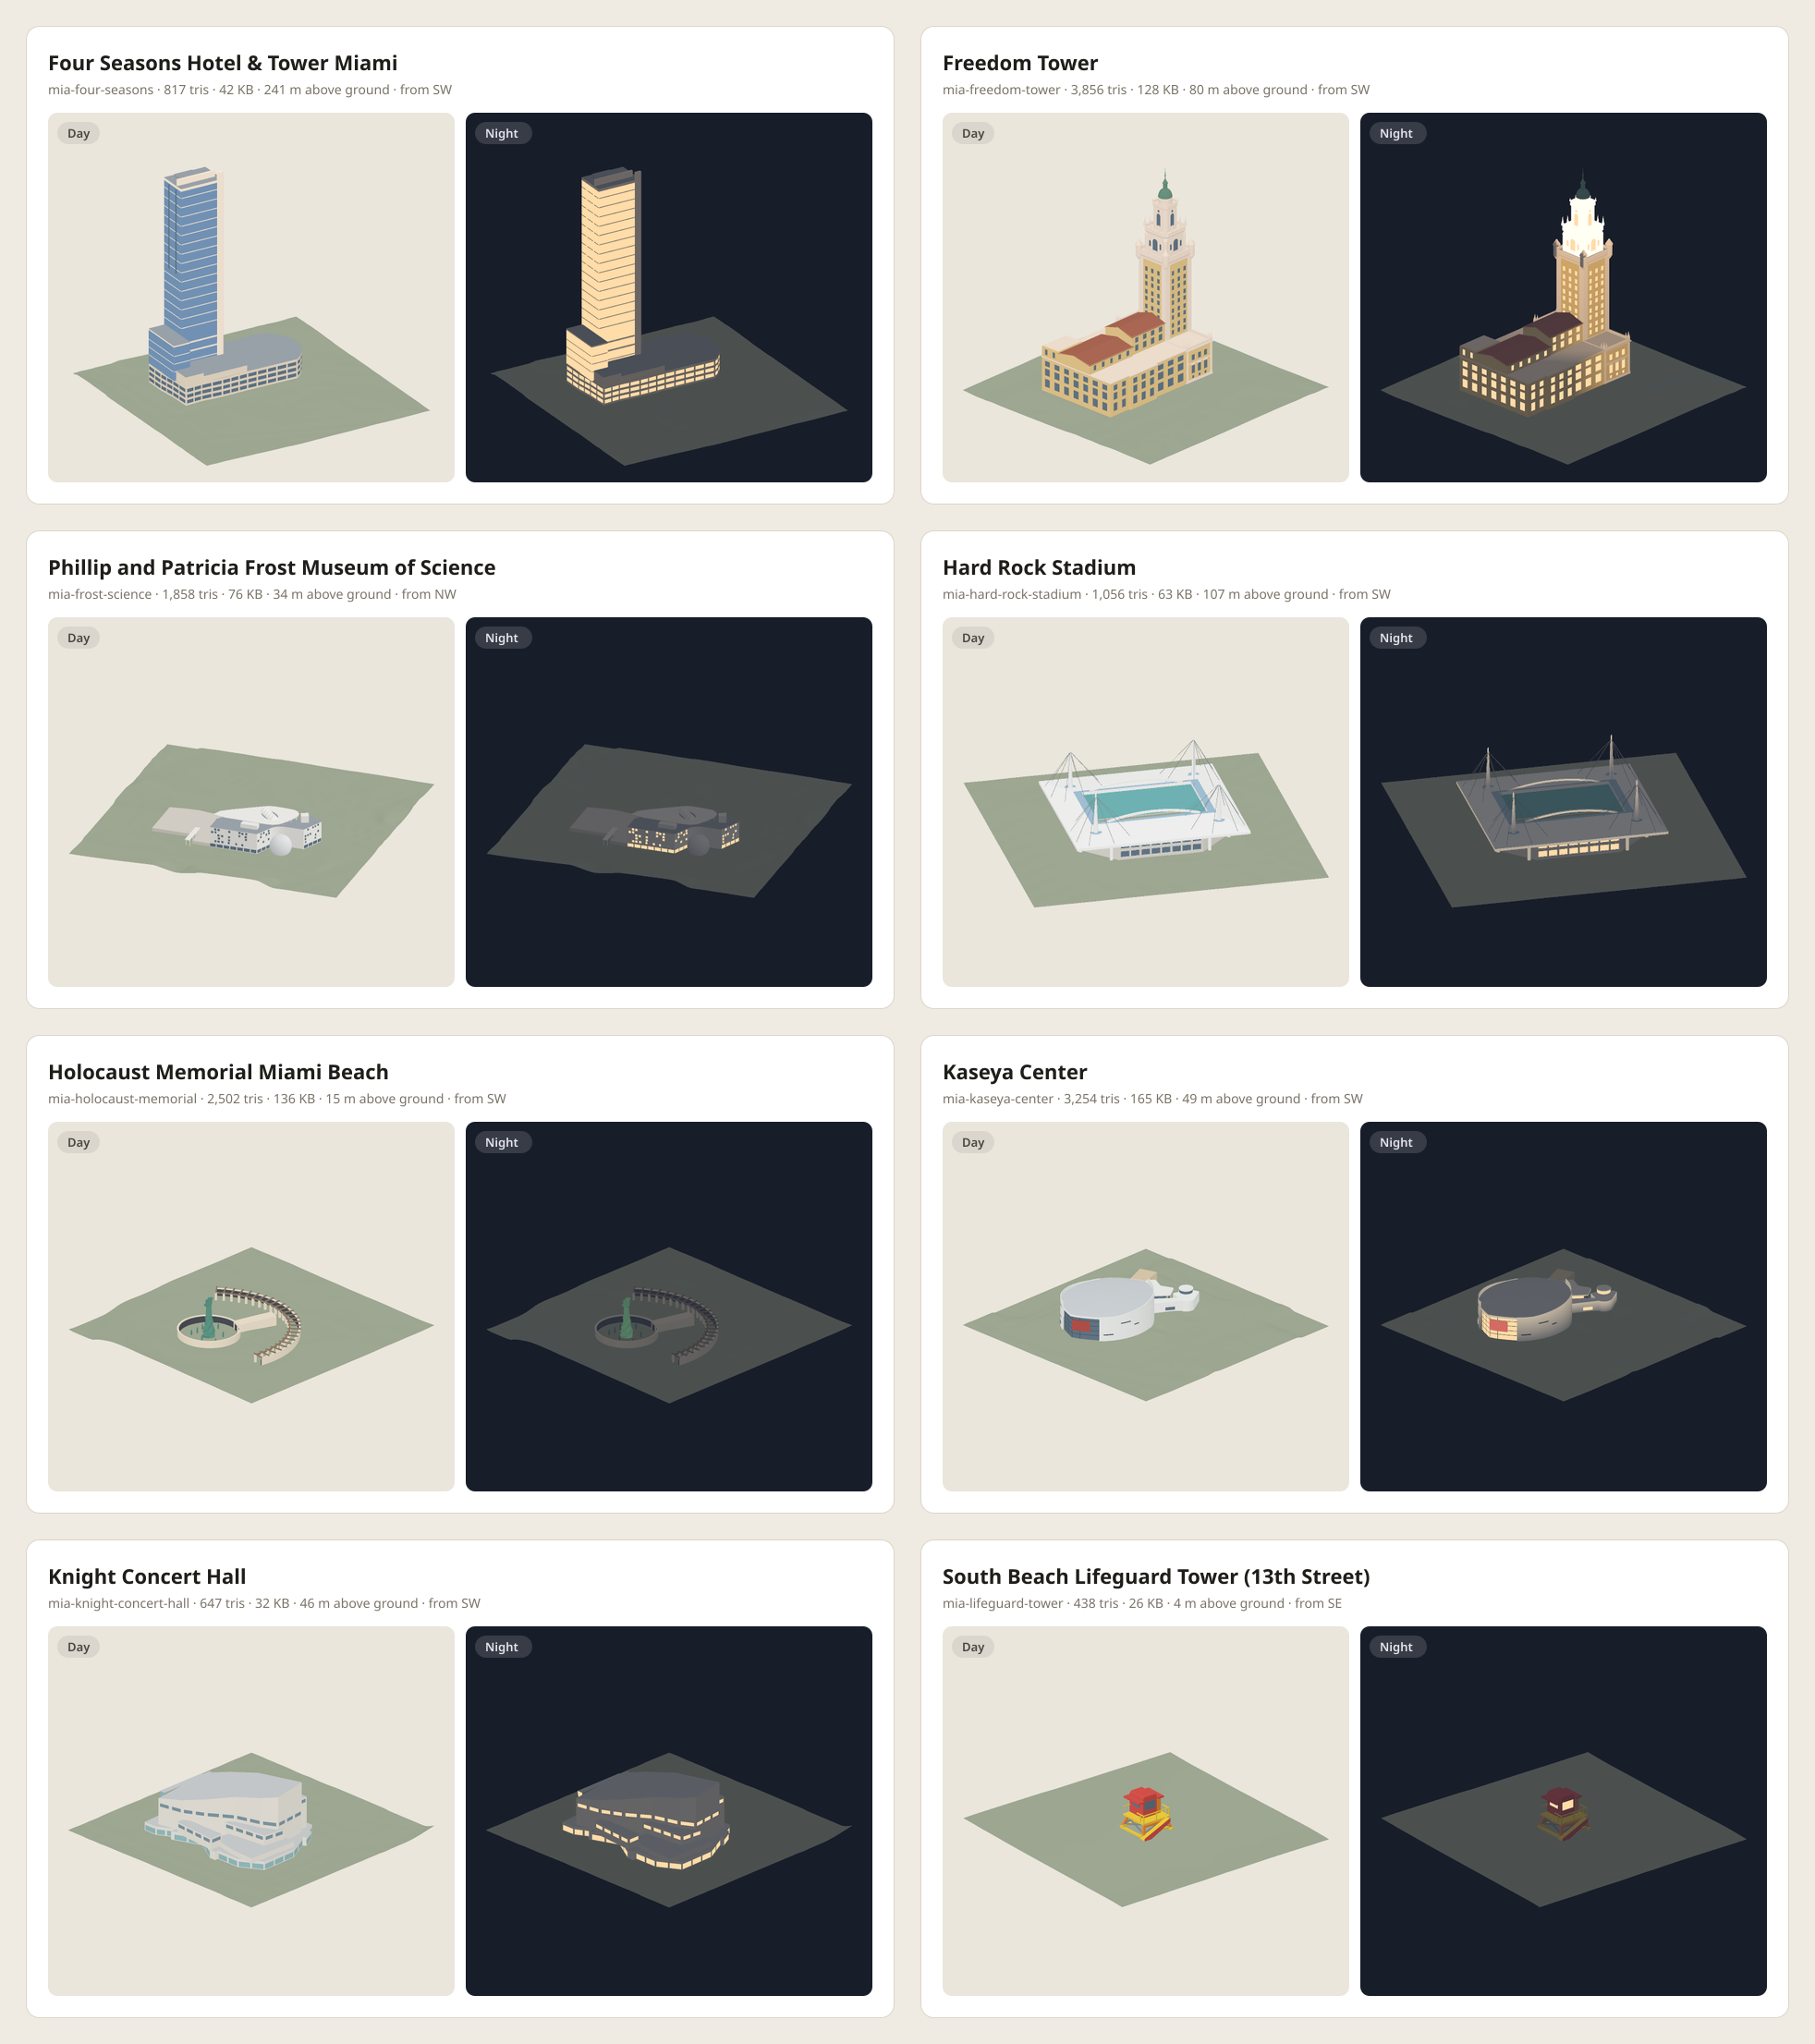 Four Seasons Hotel & Tower Miami
mia-four-seasons · 817 tris · 42 KB · 241 m above ground · from SW
Day
Night
Freedom Tower
mia-freedom-tower · 3,856 tris · 128 KB · 80 m above ground · from SW
Day
Night
Phillip and Patricia Frost Museum of Science
mia-frost-science · 1,858 tris · 76 KB · 34 m above ground · from NW
Day
Night
Hard Rock Stadium
mia-hard-rock-stadium · 1,056 tris · 63 KB · 107 m above ground · from SW
Day
Night
Holocaust Memorial Miami Beach
mia-holocaust-memorial · 2,502 tris · 136 KB · 15 m above ground · from SW
Day
Night
Kaseya Center
mia-kaseya-center · 3,254 tris · 165 KB · 49 m above ground · from SW
Day
Night
Knight Concert Hall
mia-knight-concert-hall · 647 tris · 32 KB · 46 m above ground · from SW
Day
Night
South Beach Lifeguard Tower (13th Street)
mia-lifeguard-tower · 438 tris · 26 KB · 4 m above ground · from SE
Day
Night